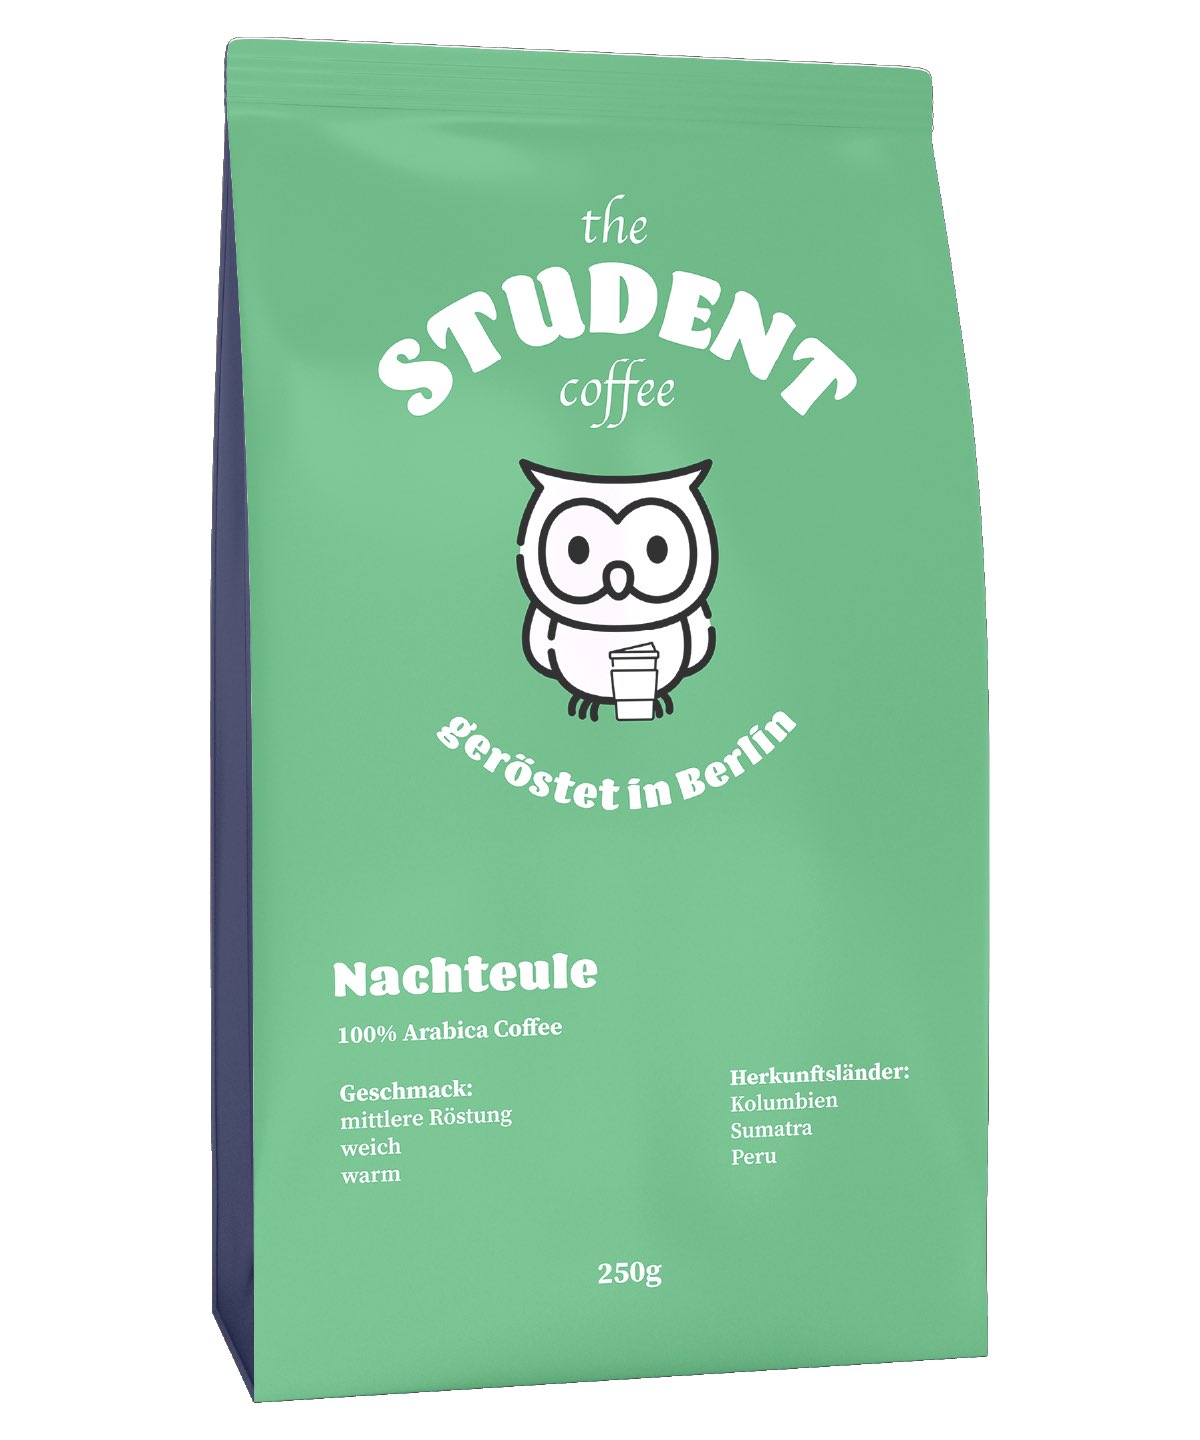 the
STUDENT
coffee
geröstet in Berlin
Nachteule
100% Arabica Coffee
Geschmack:
mittlere Röstung
weich
warm
Herkunftsländer:
Kolumbien
Sumatra
Peru
250g